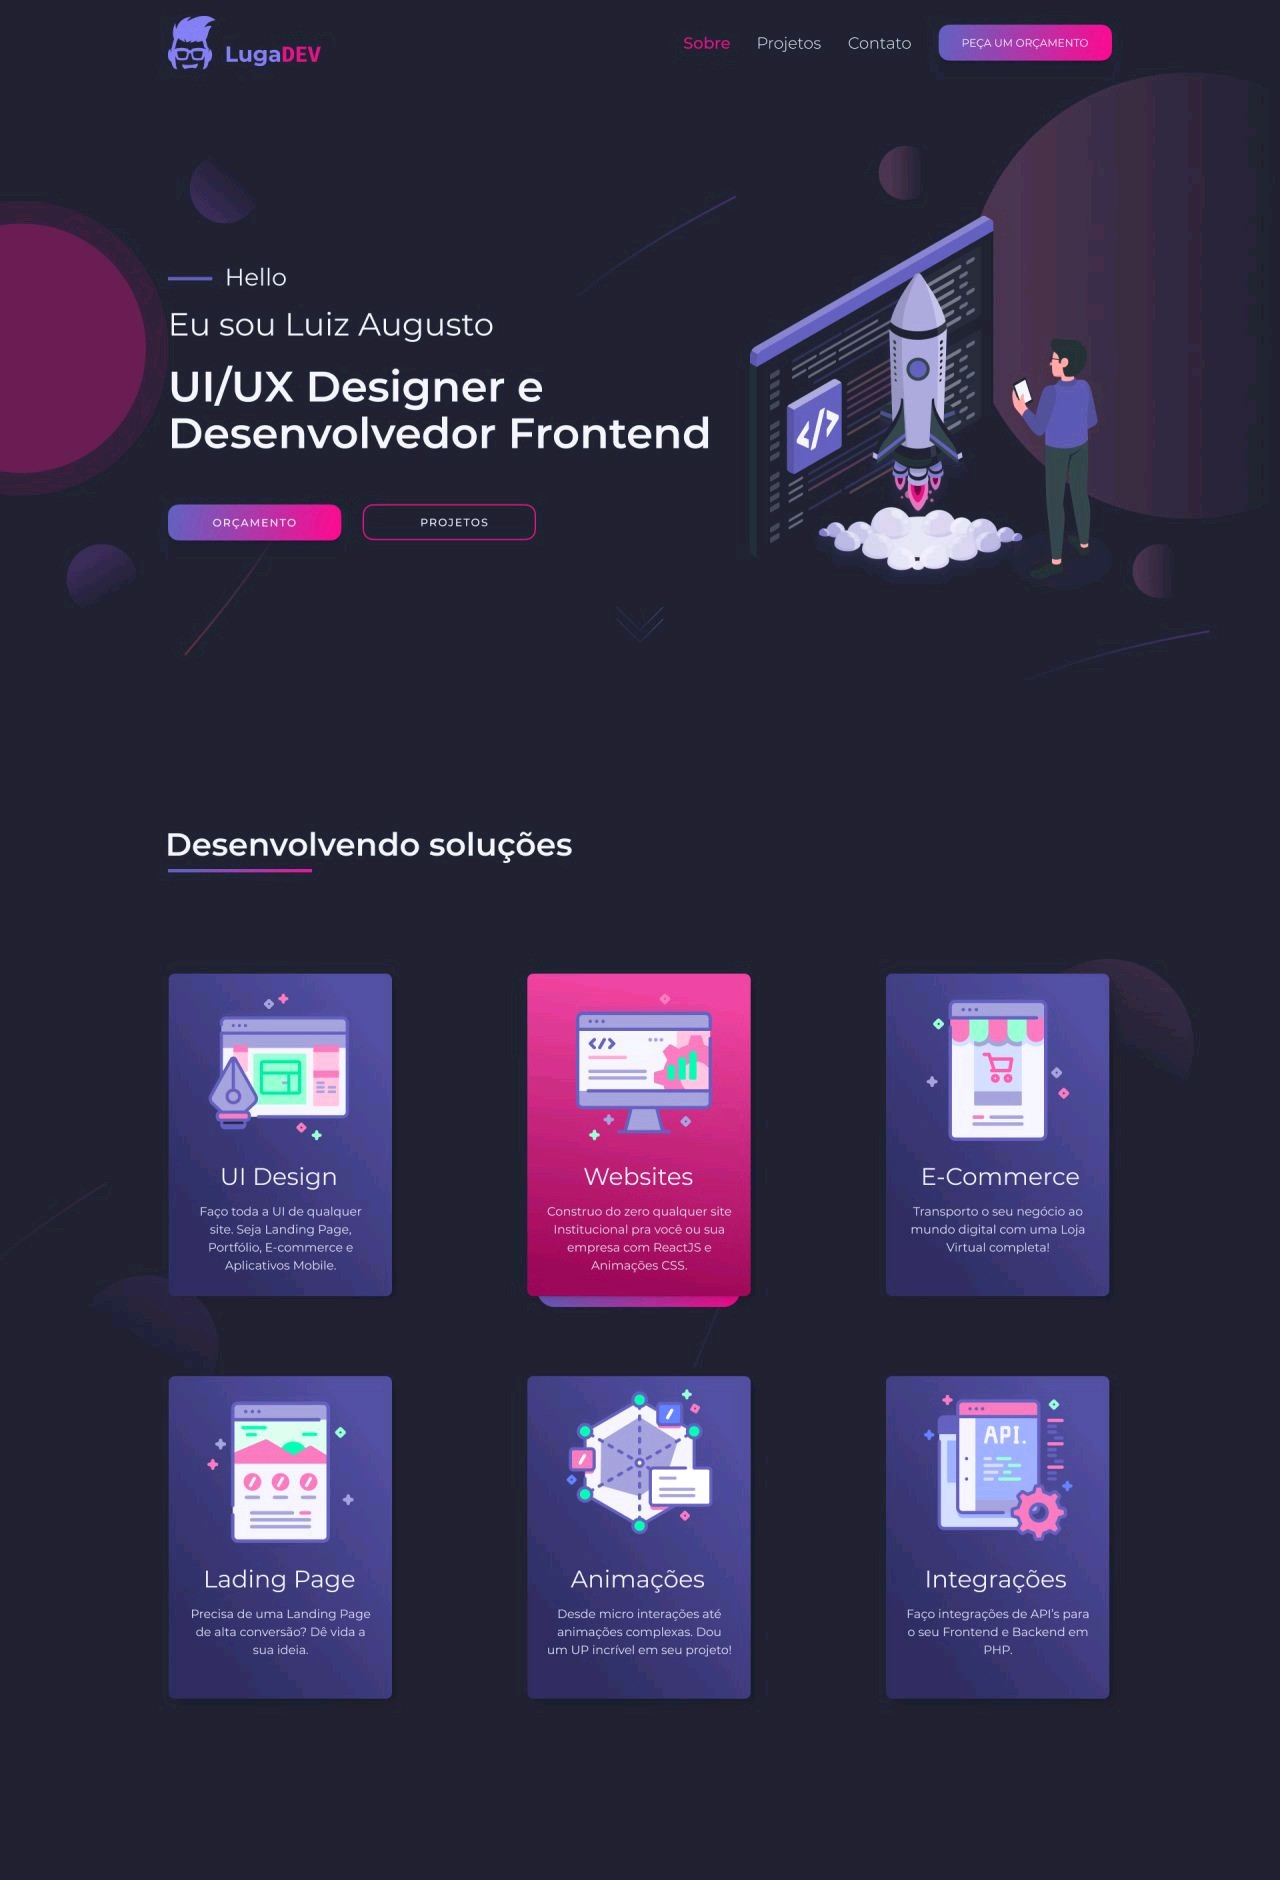 LugaDEV
Sobre Projetos Contato PEÇA UM ORÇAMENTO
Hello
Eu sou Luiz Augusto
UI/UX Designer e
Desenvolvedor Frontend
</>
ORÇAMENTO PROJETOS
Desenvolvendo soluções
</>
UI Design
Faço toda a UI de qualquer
site. Seja Landing Page,
Portfólio, E-commerce e
Aplicativos Mobile.
Websites
Construo do zero qualquer site
Institucional pra você ou sua
empresa com ReactJS e
Animações CSS.
E-Commerce
Transporto o seu negócio ao
mundo digital com uma Loja
Virtual completa!
Lading Page
Precisa de uma Landing Page
de alta conversão? Dê vida a
sua ideia.
Animações
Desde micro interações até
animações complexas. Dou
um UP incrível em seu projeto!
API.
Integrações
Faço integrações de API's para
o seu Frontend e Backend em
PHP.